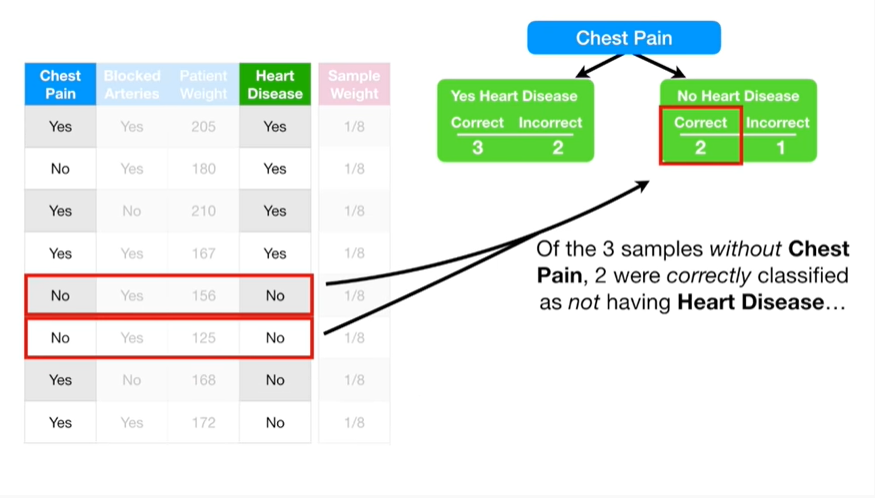 Chest Pain
Chest Pain Blocked Arteries Patient Weight Heart Disease Sample Weight
Yes Yes 205 Yes 1/8
No Yes 180 Yes 1/8
Yes No 210 Yes 1/8
Yes Yes 167 Yes 1/8
No Yes 156 No 1/8
No Yes 125 No 1/8
Yes No 168 No 1/8
Yes Yes 172 No 1/8
Yes Heart Disease
Correct Incorrect
3 2
No Heart Disease
Correct Incorrect
2 1
Of the 3 samples without Chest
Pain, 2 were correctly classified
as not having Heart Disease…